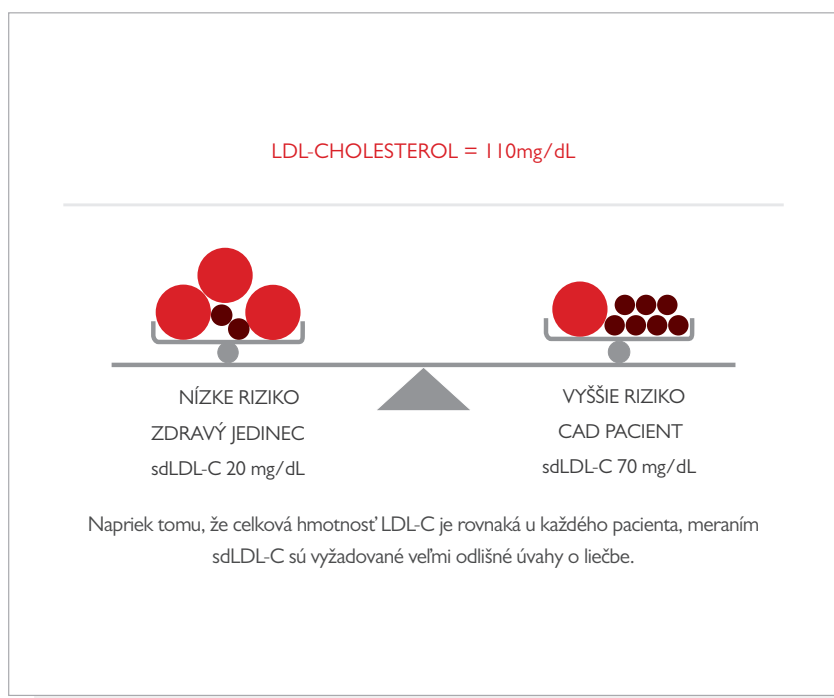 LDL-CHOLESTEROL = 110mg/dL
NÍZKE RIZIKO
ZDRAVÝ JEDINEC
sdLDL-C 20 mg/dL
VYŠŠIE RIZIKO
CAD PACIENT
sdLDL-C 70 mg/dL
Napriek tomu, že celková hmotnosť LDL-C je rovnaká u každého pacienta, meraním
sdLDL-C sú vyžadované veľmi odlišné úvahy o liečbe.